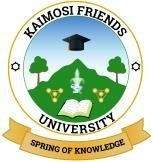 KAIMOSI FRIENDS
UNIVERSITY
SPRING OF KNOWLEDGE